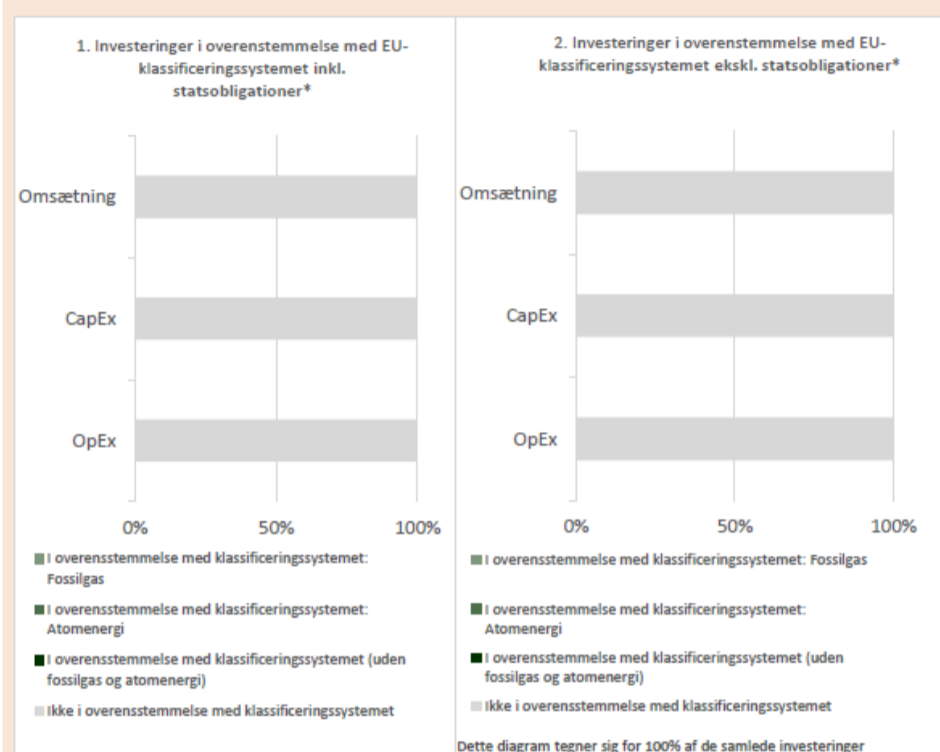 1. Investeringer i overenstemmelse med EU-
klassificeringssystemet inkl.
statsobligationer*
Omsætning
CapEx
OpEx
0%
50%
100%
I overensstemmelse med klassificeringssystemet:
Fossilgas
I overensstemmelse med klassificeringssystemet:
Atomenergi
I overensstemmelse med klassificeringssystemet (uden
fossilgas og atomenergi)
Ikke i overensstemmelse med klassificeringssystemet
2. Investeringer i overenstemmelse med EU-
klassificeringssystemet ekskl. statsobligationer*
Omsætning
CapEx
OpEx
0%
50%
100%
I overensstemmelse med klassificeringssystemet: Fossilgas
I overensstemmelse med klassificeringssystemet:
Atomenergi
I overensstemmelse med klassificeringssystemet (uden
fossilgas og atomenergi)
Ikke i overensstemmelse med klassificeringssystemet
Dette diagram tegner sig for 100% af de samlede investeringer